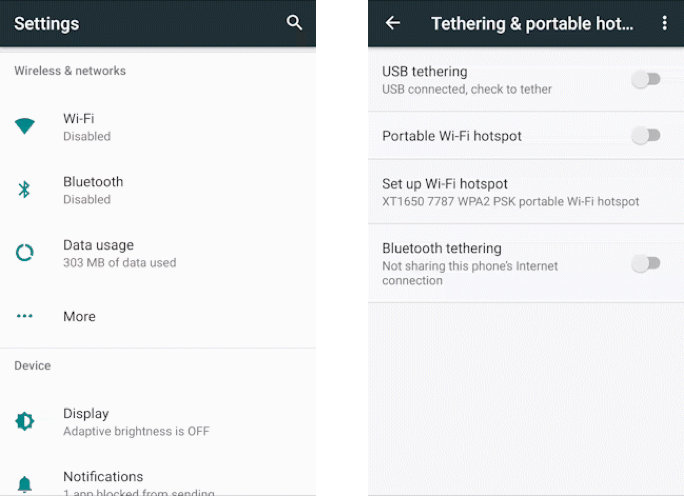 Settings
Wireless & networks
Wi-Fi
Disabled
Bluetooth
Disabled
Data usage
303 MB of data used
More
Device
Display
Adaptive brightness is OFF
Notifications
1 app blocked from sending
Tethering & portable hot...
USB tethering
USB connected, check to tether
Portable Wi-Fi hotspot
Set up Wi-Fi hotspot
XT1650 7787 WPA2 PSK portable Wi-Fi hotspot
Bluetooth tethering
Not sharing this phone's Internet
connection